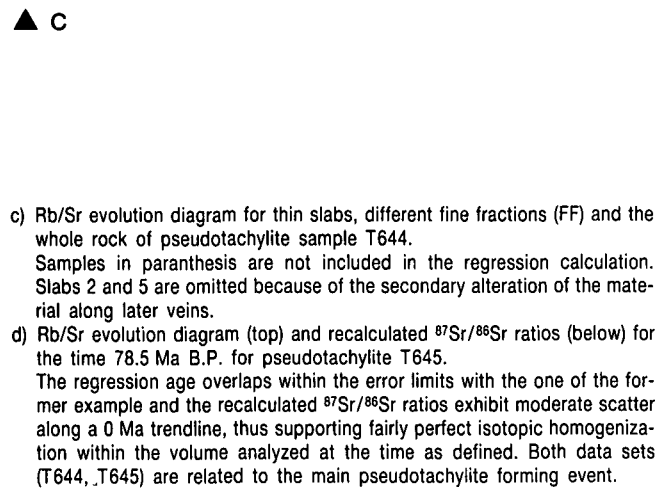 ▲ C
c) Rb/Sr evolution diagram for thin slabs, different fine fractions (FF) and the
whole rock of pseudotachylite sample T644.
Samples in paranthesis are not included in the regression calculation.
Slabs 2 and 5 are omitted because of the secondary alteration of the mate-
rial along later veins.
d) Rb/Sr evolution diagram (top) and recalculated ⁸⁷Sr/⁸⁶Sr ratios (below) for
the time 78.5 Ma B.P. for pseudotachylite T645.
The regression age overlaps within the error limits with the one of the for-
mer example and the recalculated ⁸⁷Sr/⁸⁶Sr ratios exhibit moderate scatter
along a 0 Ma trendline, thus supporting fairly perfect isotopic homogeniza-
tion within the volume analyzed at the time as defined. Both data sets
(T644, T645) are related to the main pseudotachylite forming event.